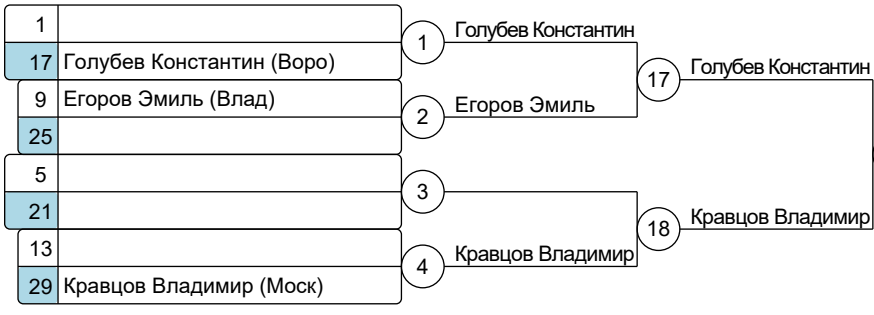 1
17 Голубев Константин (Воро)
9 Егоров Эмиль (Влад)
25
5
21
13
29 Кравцов Владимир (Моск)
1
2
3
4
Голубев Константин
Егоров Эмиль
Кравцов Владимир
17
18
Голубев Константин
Кравцов Владимир